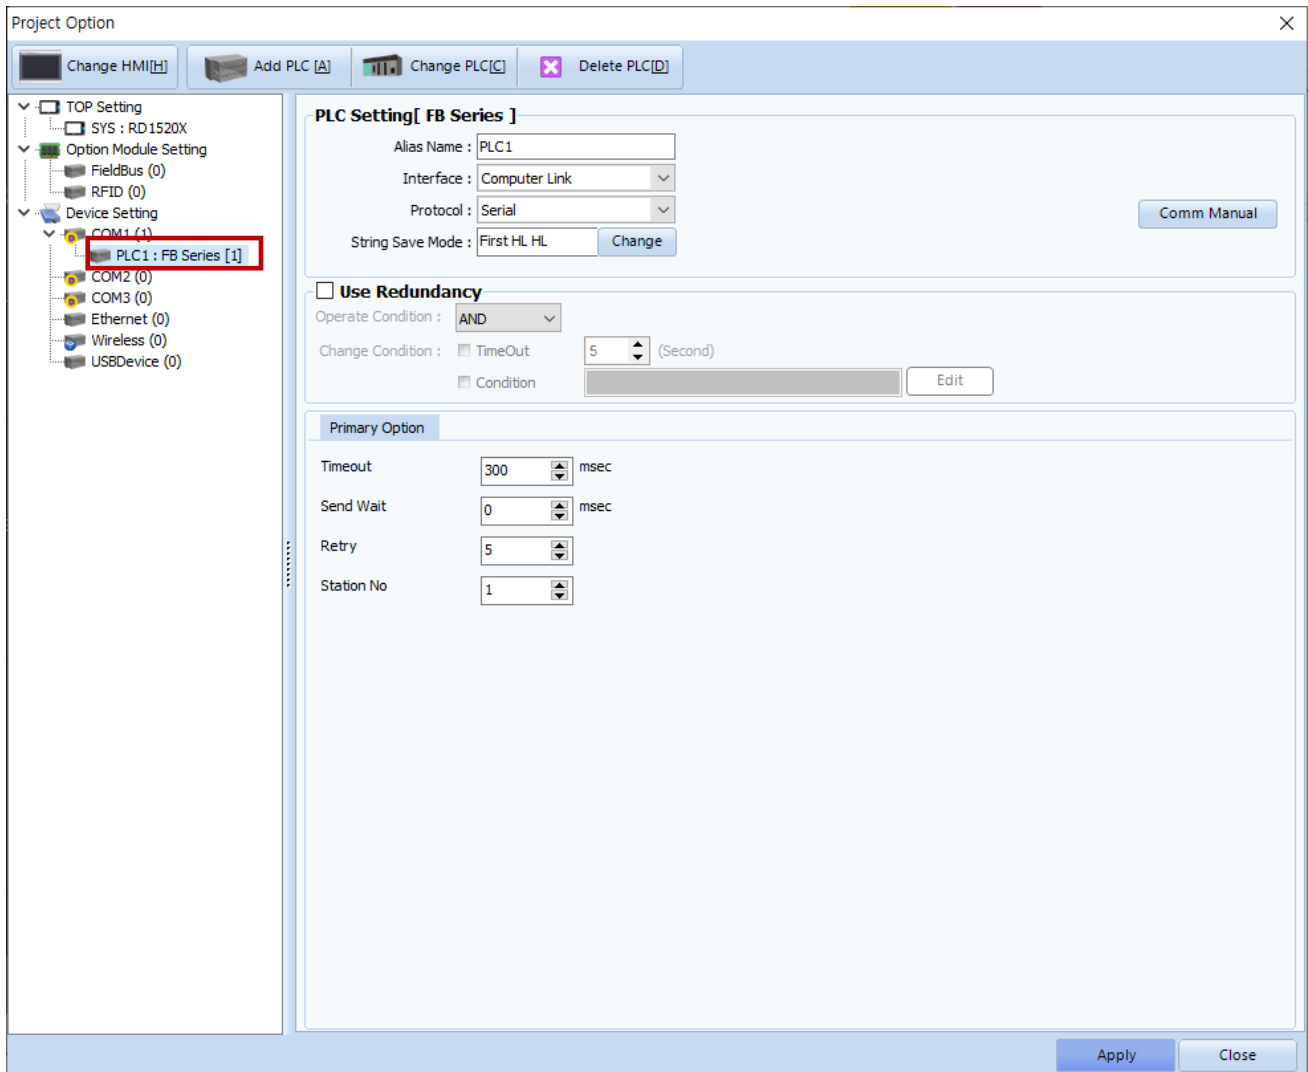 Project Option
Change HMI[H] Add PLC [A] Change PLC[C] Delete PLC[D]
TOP Setting
SYS : RD1520X
Option Module Setting
FieldBus (0)
RFID (0)
Device Setting
COM1 (1)
PLC1 : FB Series [1]
COM2 (0)
COM3 (0)
Ethernet (0)
Wireless (0)
USBDevice (0)
PLC Setting[ FB Series ]
Alias Name : PLC1
Interface : Computer Link
Protocol : Serial
Comm Manual
String Save Mode : First HL HL Change
Use Redundancy
Operate Condition : AND
Change Condition : TimeOut 5 (Second)
Condition Edit
Primary Option
Timeout 300 msec
Send Wait 0 msec
Retry 5
Station No 1
Apply Close